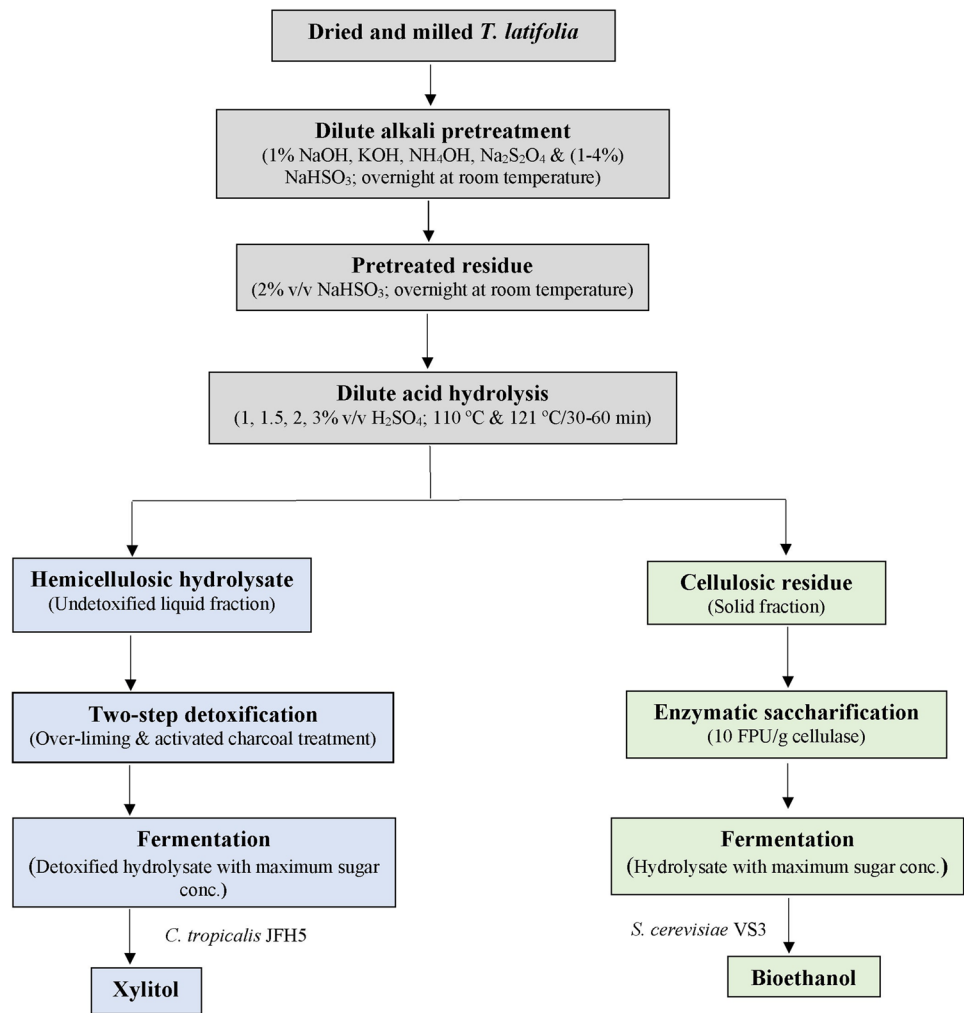 Dried and milled T. latifolia
Dilute alkali pretreatment
(1% NaOH, KOH, NH₄OH, Na₂S₂O₄ & (1-4%)
NaHSO₃; overnight at room temperature)
Pretreated residue
(2% v/v NaHSO₃; overnight at room temperature)
Dilute acid hydrolysis
(1, 1.5, 2, 3% v/v H₂SO₄; 110 °C & 121 °C/30-60 min)
Hemicellulosic hydrolysate
(Undetoxified liquid fraction)
Two-step detoxification
(Over-liming & activated charcoal treatment)
Fermentation
(Detoxified hydrolysate with maximum sugar
conc.)
C. tropicalis JFH5
Xylitol
Cellulosic residue
(Solid fraction)
Enzymatic saccharification
(10 FPU/g cellulase)
Fermentation
(Hydrolysate with maximum sugar conc.)
S. cerevisiae VS3
Bioethanol